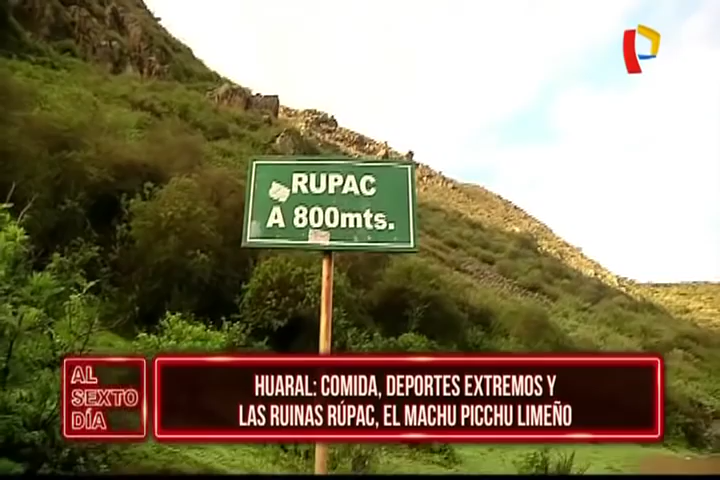 RUPAC
A 800mts.
AL
SEXTO
DÍA
HUARAL: COMIDA, DEPORTES EXTREMOS Y
LAS RUINAS RÚPAC, EL MACHU PICCHU LIMEÑO